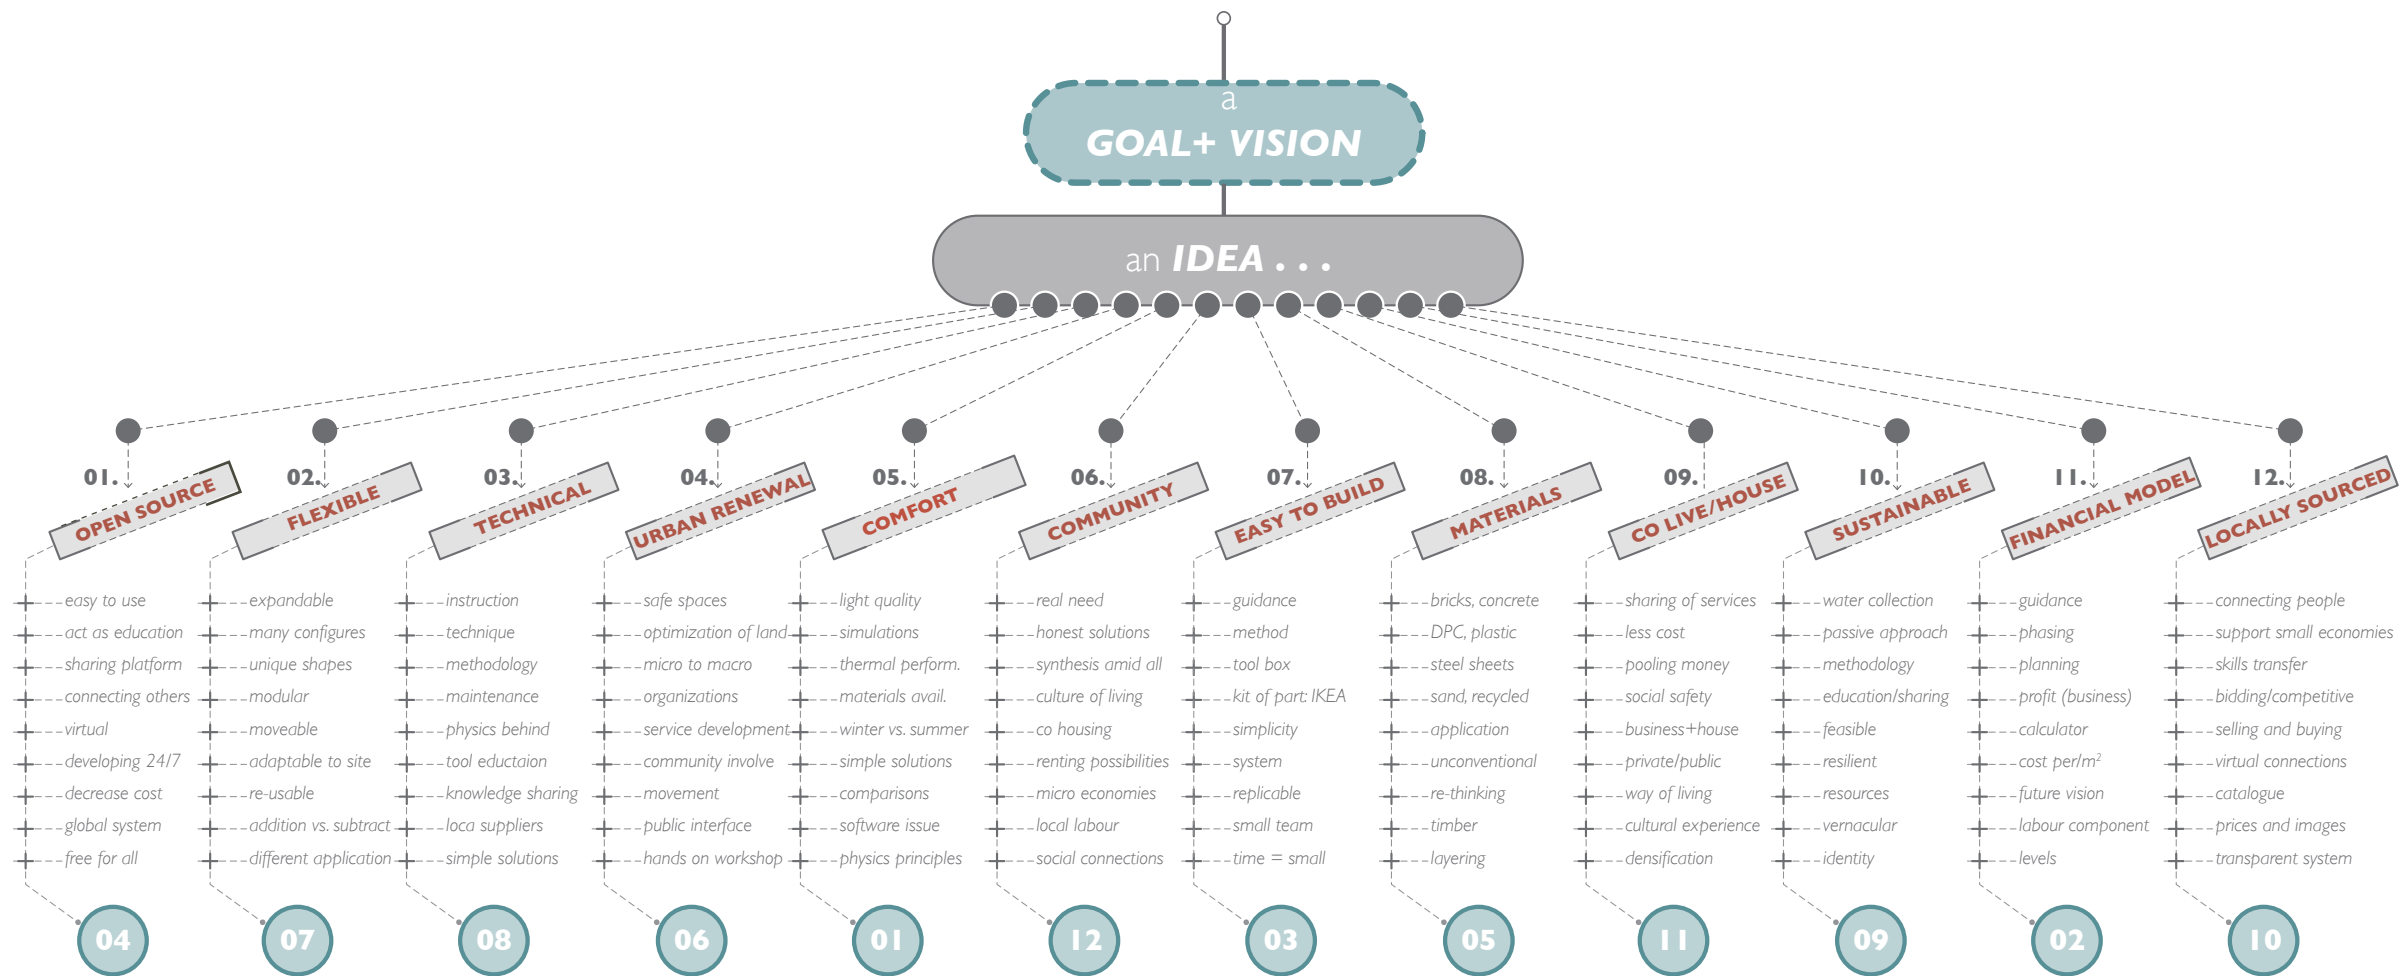 a
GOAL+ VISION
an IDEA . . .
01.
OPEN SOURCE
easy to use
act as education
sharing platform
connecting others
virtual
developing 24/7
decrease cost
global system
free for all
04
02.
FLEXIBLE
expandable
many configures
unique shapes
modular
moveable
adaptable to site
re-usable
addition vs. subtract
different application
07
03.
TECHNICAL
instruction
technique
methodology
maintenance
physics behind
tool eductaion
knowledge sharing
loca suppliers
simple solutions
08
04.
URBAN RENEWAL
safe spaces
optimization of land
micro to macro
organizations
service development
community involve
movement
public interface
hands on workshop
06
05.
COMFORT
light quality
simulations
thermal perform.
materials avail.
winter vs. summer
simple solutions
comparisons
software issue
physics principles
01
06.
COMMUNITY
real need
honest solutions
synthesis amid all
culture of living
co housing
renting possibilities
micro economies
local labour
social connections
12
07.
EASY TO BUILD
guidance
method
tool box
kit of part: IKEA
simplicity
system
replicable
small team
time = small
03
08.
MATERIALS
bricks, concrete
DPC, plastic
steel sheets
sand, recycled
application
unconventional
re-thinking
timber
layering
05
09.
CO LIVE/HOUSE
sharing of services
less cost
pooling money
social safety
business+house
private/public
way of living
cultural experience
densification
11
10.
SUSTAINABLE
water collection
passive approach
methodology
education/sharing
feasible
resilient
resources
vernacular
identity
09
11.
FINANCIAL MODEL
guidance
phasing
planning
profit (business)
calculator
cost per/m²
future vision
labour component
levels
02
12.
LOCALLY SOURCED
connecting people
support small economies
skills transfer
bidding/competitive
selling and buying
virtual connections
catalogue
prices and images
transparent system
10